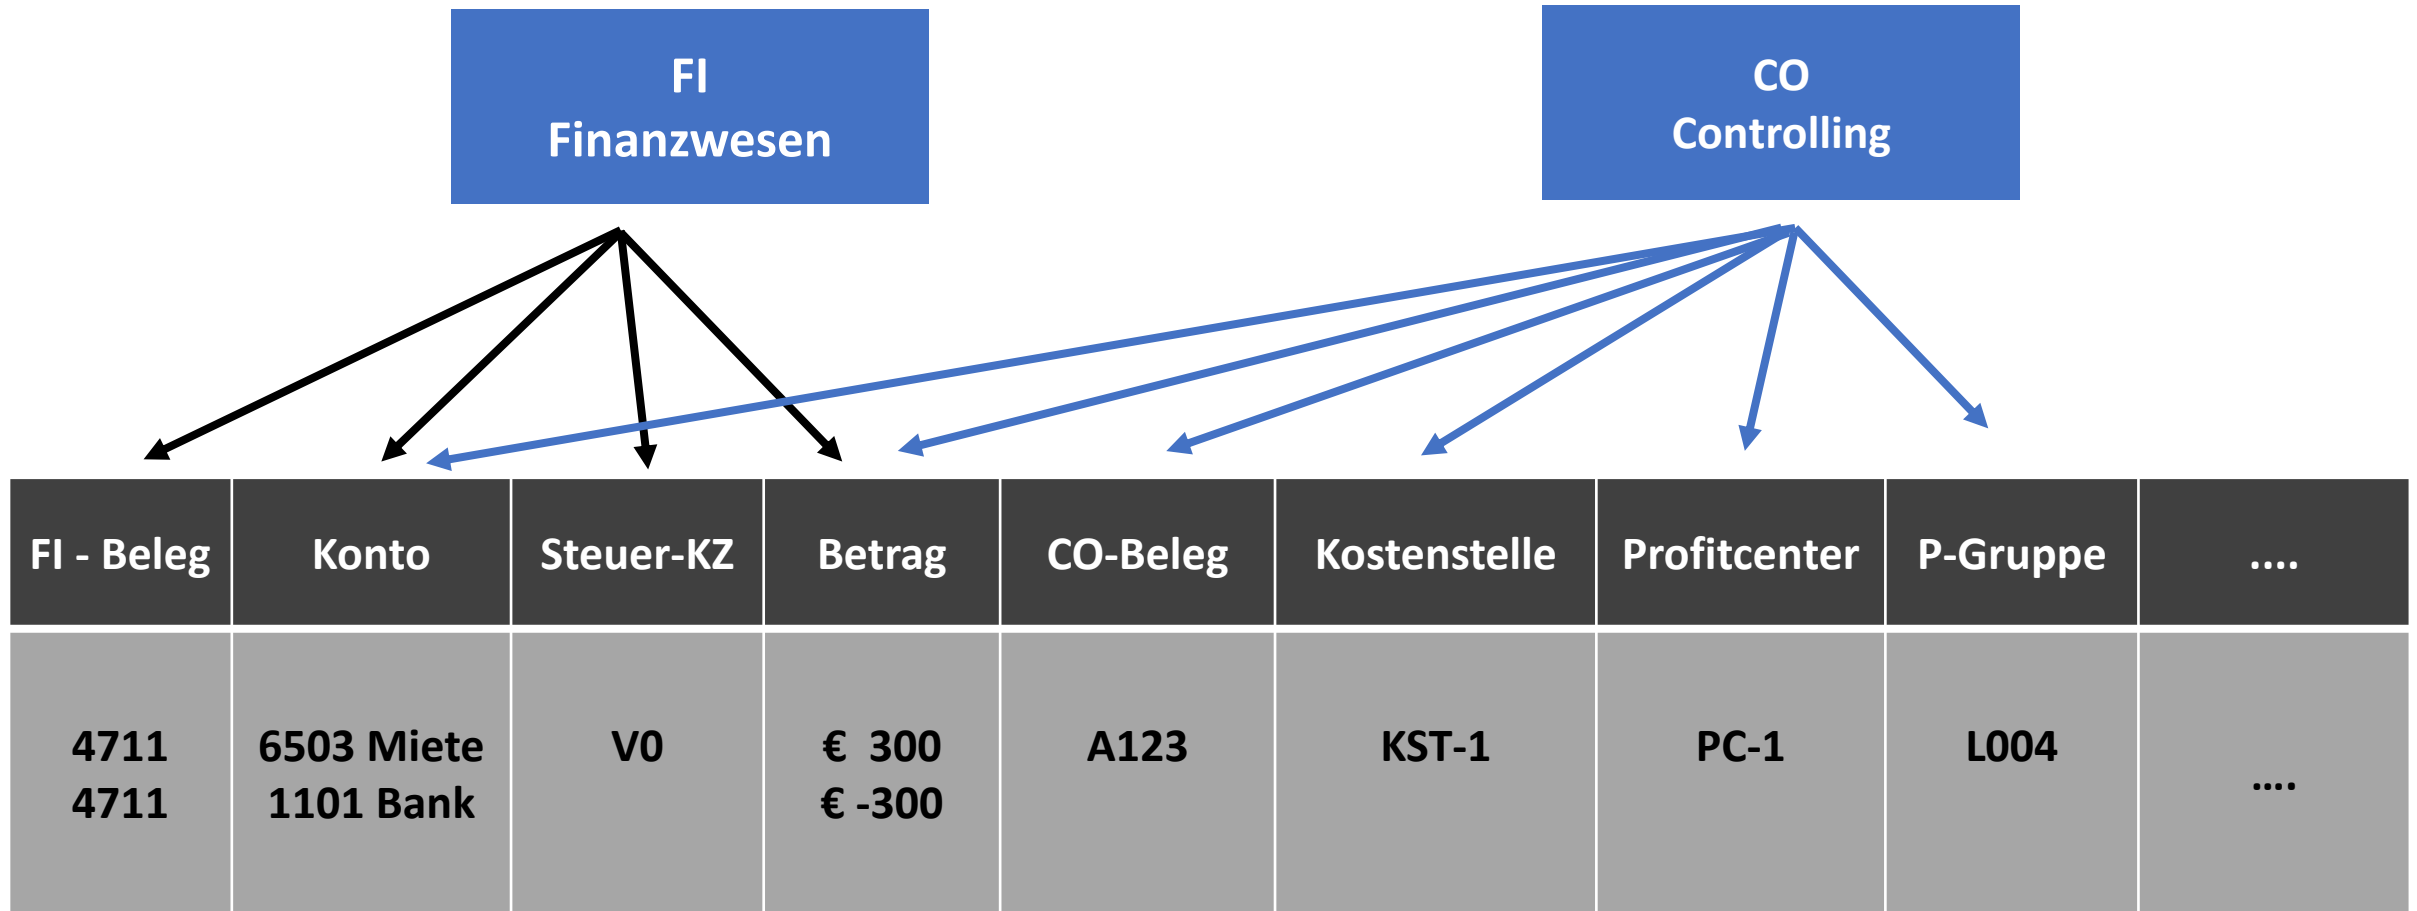 FI
Finanzwesen
CO
Controlling
FI - Beleg Konto Steuer-KZ Betrag CO-Beleg Kostenstelle Profitcenter P-Gruppe ....
4711 6503 Miete V0 € 300 A123 KST-1 PC-1 L004 ....
4711 1101 Bank € -300